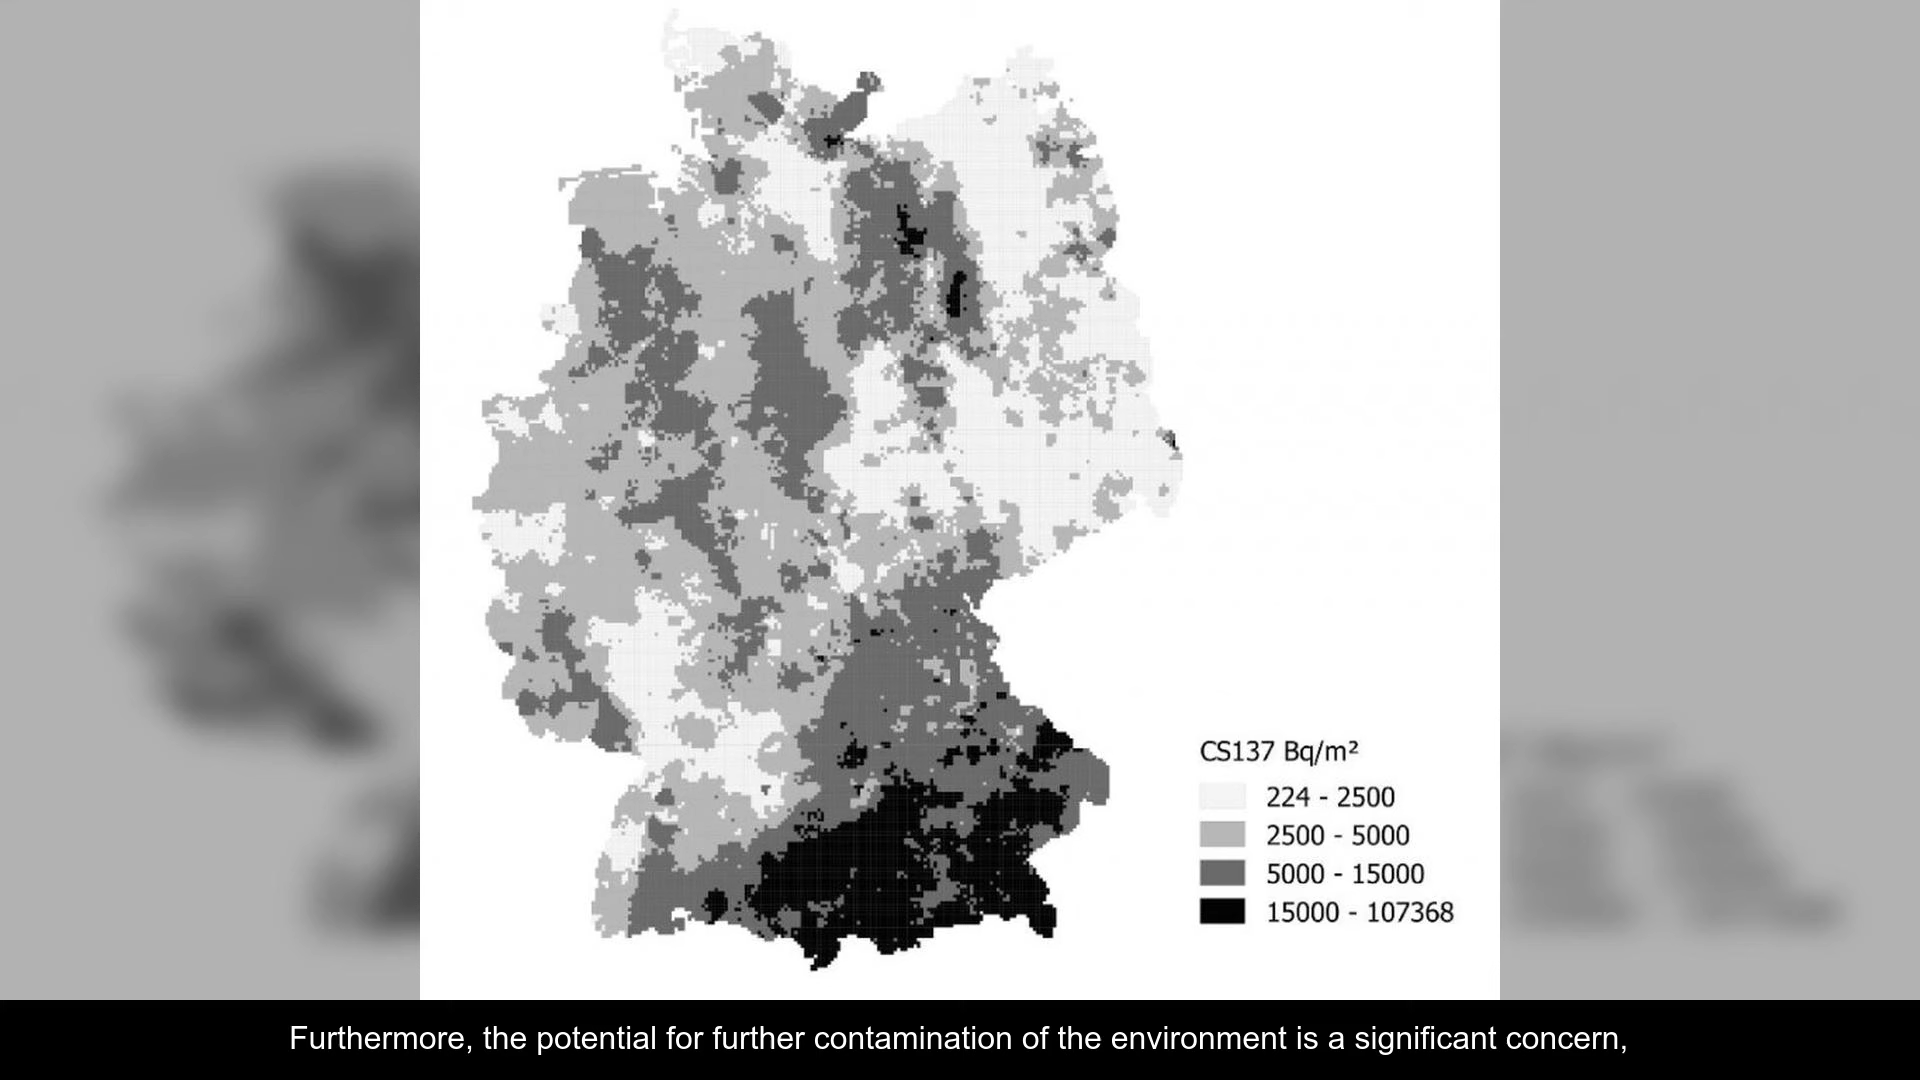 CS137 Bq/m²
224 - 2500
2500 - 5000
5000 - 15000
15000 - 107368
Furthermore, the potential for further contamination of the environment is a significant concern,